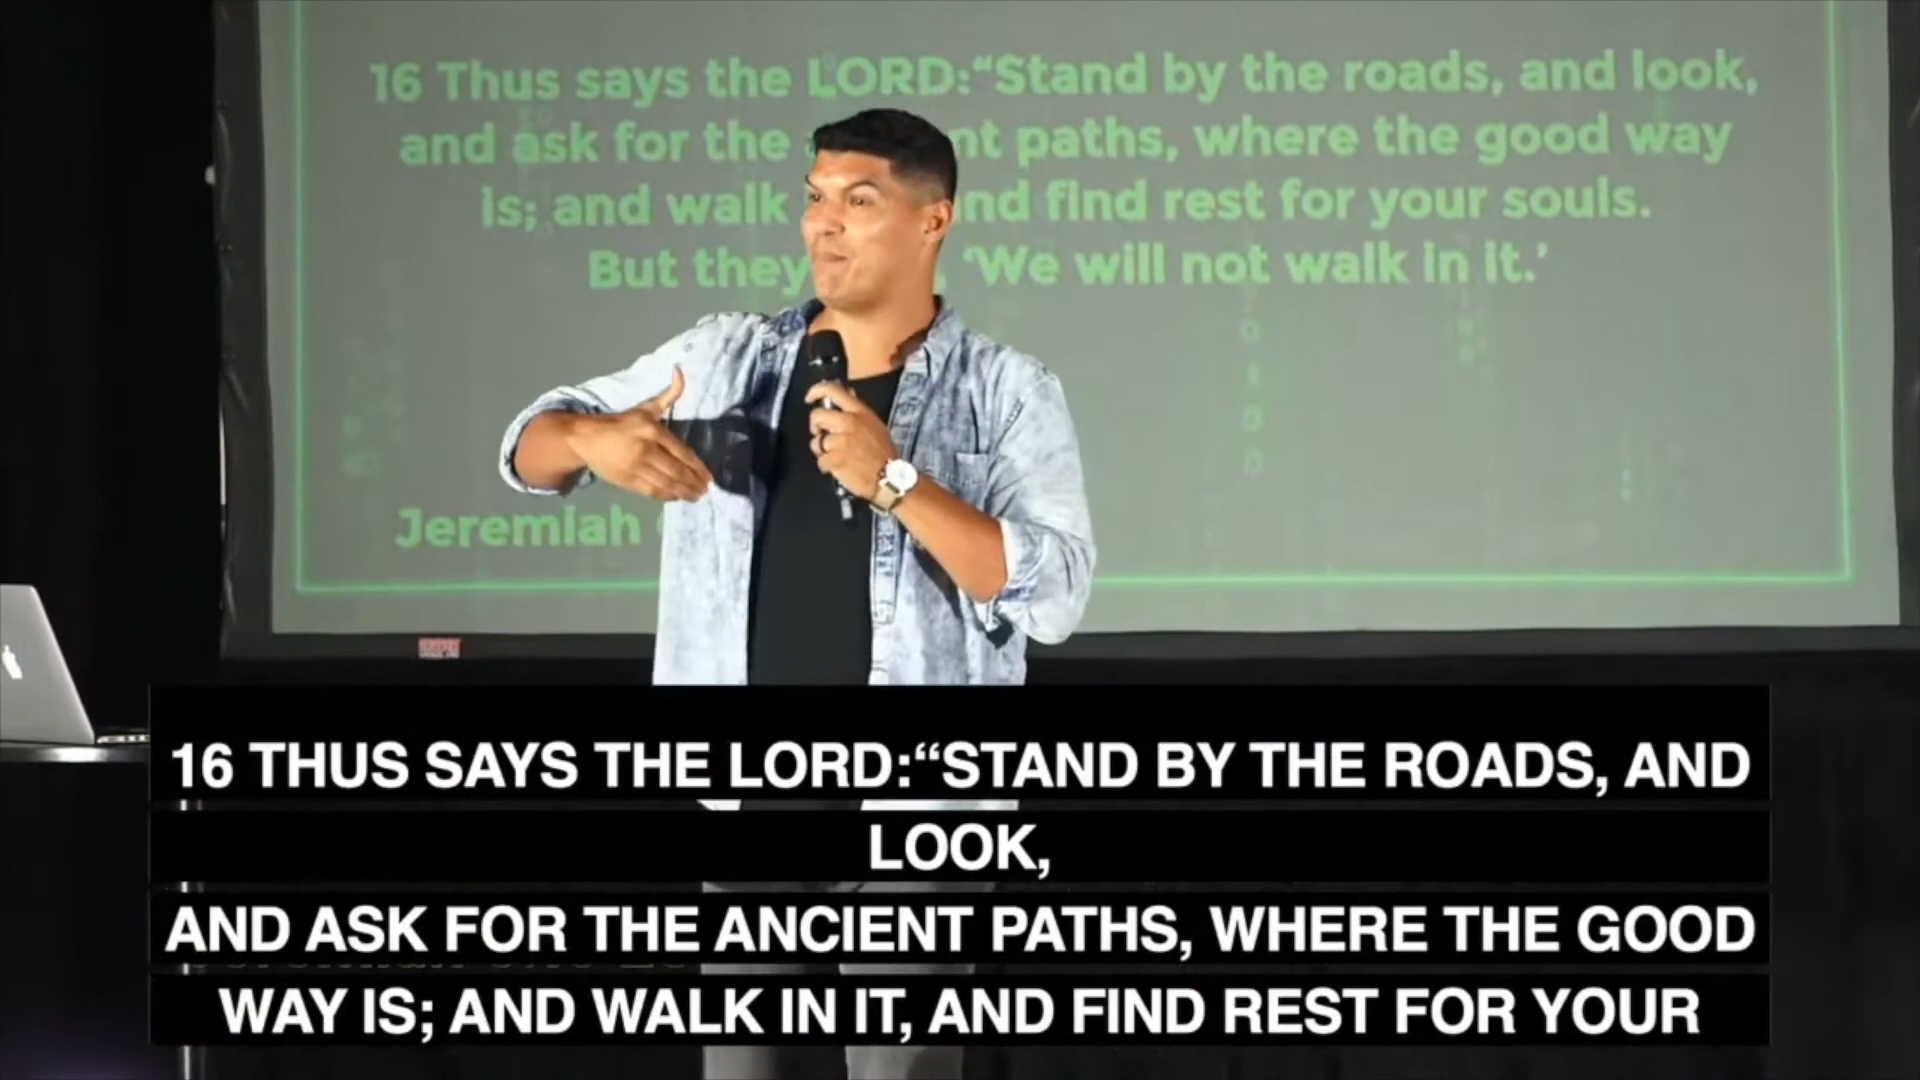 16 Thus says the LORD:“Stand by the roads, and look,
and ask for the nt paths, where the good way
is; and walk nd find rest for your souls.
But they ‘We will not walk in it.’
Jeremiah
16 THUS SAYS THE LORD:“STAND BY THE ROADS, AND
LOOK,
AND ASK FOR THE ANCIENT PATHS, WHERE THE GOOD
WAY IS; AND WALK IN IT, AND FIND REST FOR YOUR